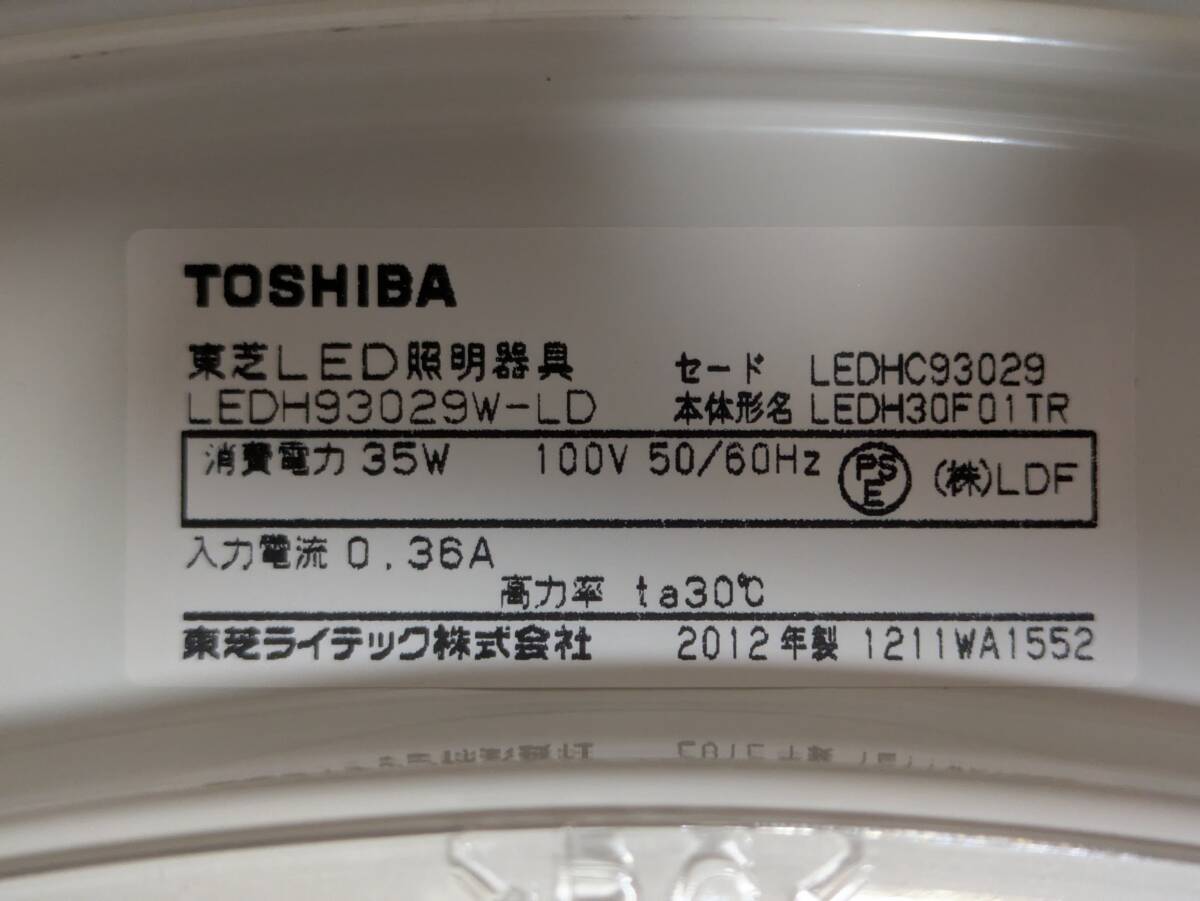 TOSHIBA
東芝LED照明器具 セード LEDHC93029
LEDH93029W-LD 本体形名 LEDH30F01TR
消費電力 35W 100V 50/60Hz PSE (株)LDF
入力電流 0.36A
高力率 ta30℃
東芝ライテック株式会社 2012年製 1211WA1552